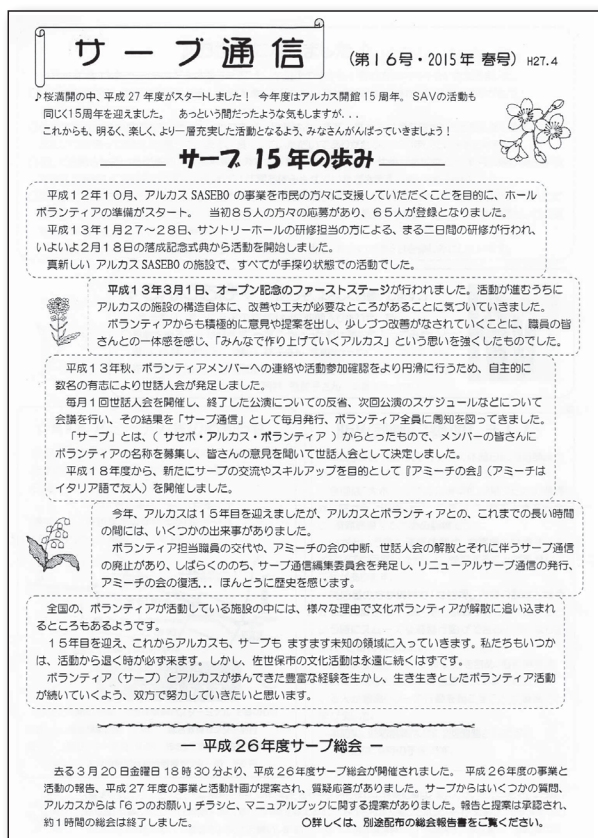 サーブ通信
(第16号・2015年 春号) H27.4
♪桜満開の中、平成27年度がスタートしました! 今年度はアルカス開館15周年。SAVの活動も
同じく15周年を迎えました。 あっという間だったような気もしますが...
これからも、明るく、楽しく、より一層充実した活動となるよう、みなさんがんばっていきましょう!
サーブ 15年の歩み
平成12年10月、アルカスSASEBOの事業を市民の方々に支援していただくことを目的に、ホール
ボランティアの準備がスタート。 当初85人の方々の応募があり、65人が登録となりました。
平成13年1月27~28日、サントリーホールの研修担当の方による、まる二日間の研修が行われ、
いよいよ2月18日の落成記念式典から活動を開始しました。
真新しい アルカスSASEBOの施設で、すべてが手探り状態での活動でした。
平成13年3月1日、オープン記念のファーストステージが行われました。活動が進むうちに
アルカスの施設の構造自体に、改善や工夫が必要なところがあることに気づいていきました。
ボランティアからも積極的に意見や提案を出し、少しづつ改善がなされていくことに、職員の皆
さんとの一体感を感じ、「みんなで作り上げていくアルカス」という思いを強くしたものでした。
平成13年秋、ボランティアメンバーへの連絡や活動参加確認をより円滑に行うため、自主的に
数名の有志により世話人会が発足しました。
毎月1回世話人会を開催し、終了した公演についての反省、次回公演のスケジュールなどについて
会議を行い、その結果を「サーブ通信」として毎月発行、ボランティア全員に周知を図ってきました。
「サーブ」とは、( サセボ・アルカス・ボランティア )からとったもので、メンバーの皆さんに
ボランティアの名称を募集し、皆さんの意見を聞いて世話人会として決定しました。
平成18年度から、新たにサーブの交流やスキルアップを目的として『アミーチの会』(アミーチは
イタリア語で友人)を開催しました。
今年、アルカスは15年目を迎えましたが、アルカスとボランティアとの、これまでの長い時間
の間には、いくつかの出来事がありました。
ボランティア担当職員の交代や、アミーチの会の中断、世話人会の解散とそれに伴うサーブ通信
の廃止があり、しばらくののち、サーブ通信編集委員会を発足し、リニューアルサーブ通信の発行、
アミーチの会の復活... ほんとうに歴史を感じます。
全国の、ボランティアが活動している施設の中には、様々な理由で文化ボランティアが解散に追い込まれ
るところもあるようです。
15年目を迎え、これからアルカスも、サーブも ますます未知の領域に入っていきます。私たちもいつか
は、活動から退く時が必ず来ます。しかし、佐世保市の文化活動は永遠に続くはずです。
ボランティア(サーブ)とアルカスが歩んできた豊富な経験を生かし、生き生きとしたボランティア活動
が続いていくよう、双方で努力していきたいと思います。
― 平成26年度サーブ総会 ―
去る3月20日金曜日18時30分より、平成26年度サーブ総会が開催されました。 平成26年度の事業と
活動の報告、平成27年度の事業と活動計画が提案され、質疑応答がありました。サーブからはいくつかの質問、
アルカスからは「6つのお願い」チラシと、マニュアルブックに関する提案がありました。報告と提案は承認され、
約1時間の総会は終了しました。 〇詳しくは、別途配布の総会報告書をご覧ください。